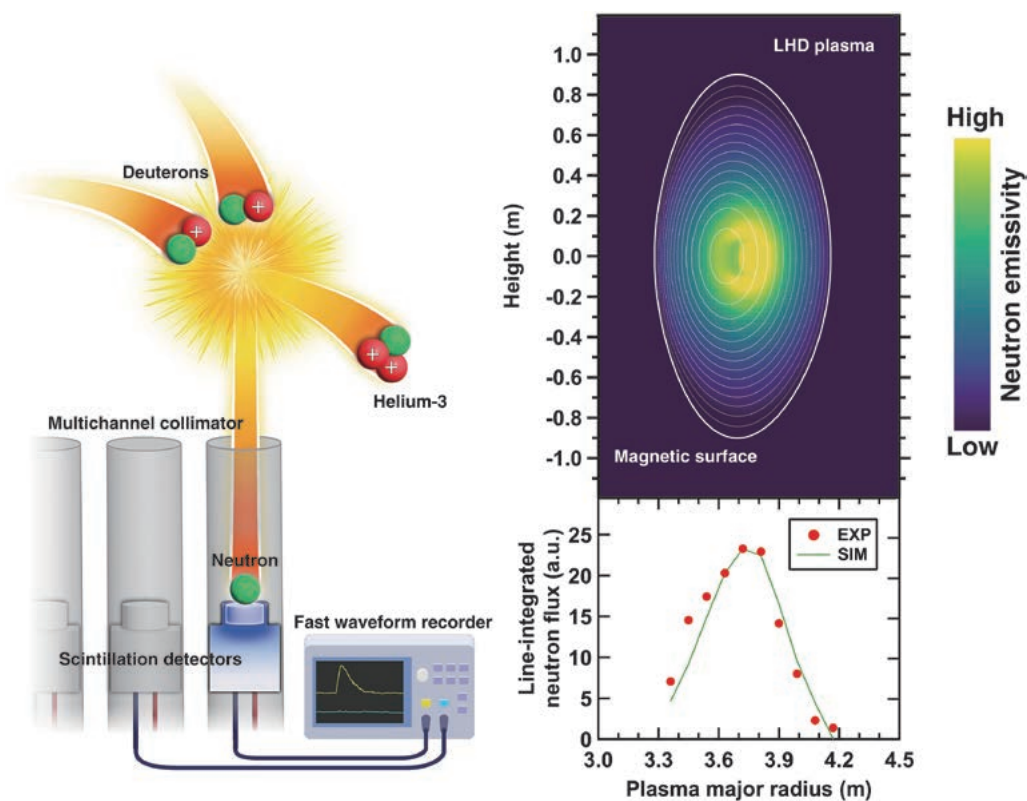 Deuterons
+
+
+
+
Helium-3
Multichannel collimator
Neutron
Scintillation detectors
Fast waveform recorder
LHD plasma
Magnetic surface
Height (m)
1.0
0.8
0.6
0.4
0.2
0.0
-0.2
-0.4
-0.6
-0.8
-1.0
High
Neutron emissivity
Low
Line-integrated
neutron flux (a.u.)
25
20
15
10
5
0
EXP
SIM
3.0
3.3
3.6
3.9
4.2
4.5
Plasma major radius (m)